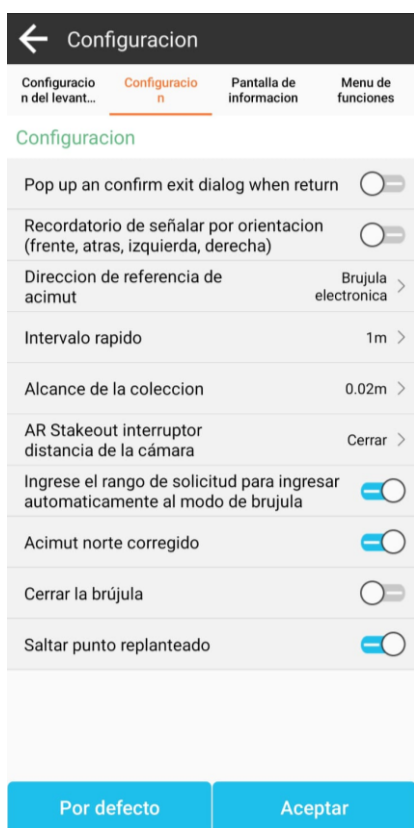 Configuracion
Configuracio
n del levant...
Configuracio
n
Pantalla de
informacion
Menu de
funciones
Configuracion
Pop up an confirm exit dialog when return
Recordatorio de señalar por orientacion
(frente, atras, izquierda, derecha)
Direccion de referencia de
acimut
Brujula
electronica
Intervalo rapido
1m
Alcance de la coleccion
0.02m
AR Stakeout interruptor
distancia de la cámara
Cerrar
Ingrese el rango de solicitud para ingresar
automaticamente al modo de brujula
Acimut norte corregido
Cerrar la brújula
Saltar punto replanteado
Por defecto
Aceptar